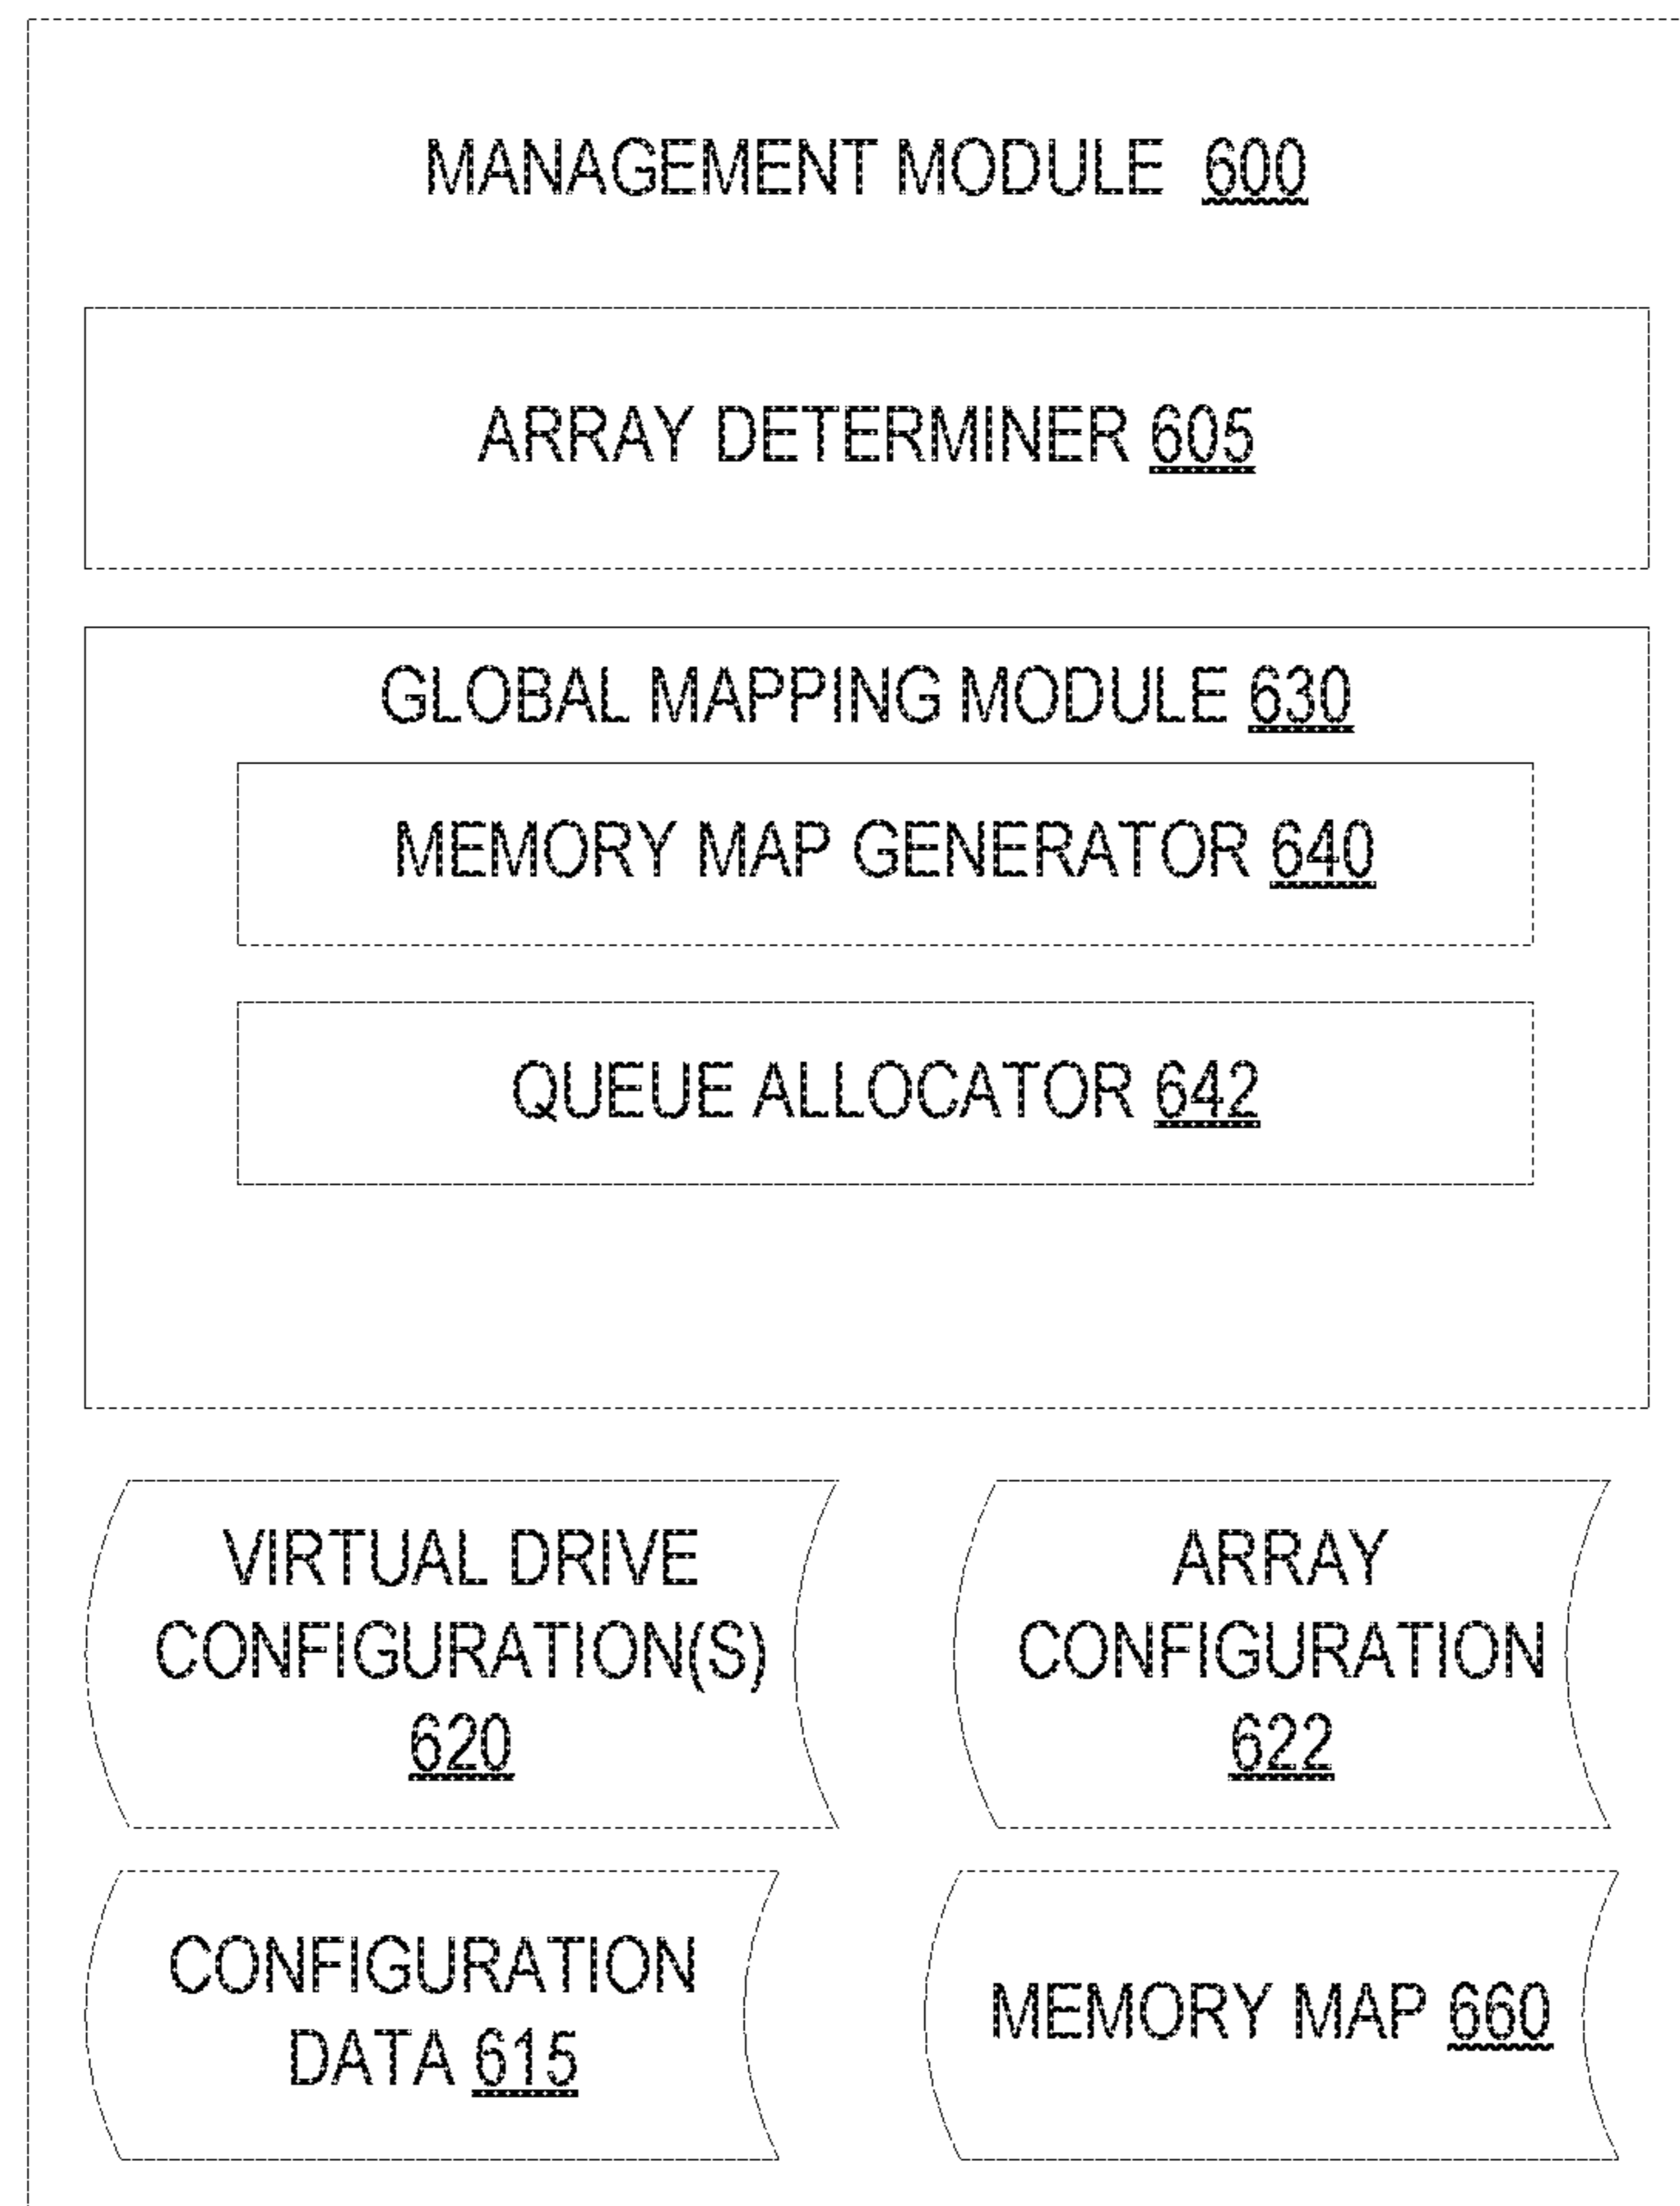 MANAGEMENT MODULE 600
ARRAY DETERMINER 605
GLOBAL MAPPING MODULE 630
MEMORY MAP GENERATOR 640
QUEUE ALLOCATOR 642
VIRTUAL DRIVE
CONFIGURATION(S)
620
ARRAY
CONFIGURATION
622
CONFIGURATION
DATA 615
MEMORY MAP 660